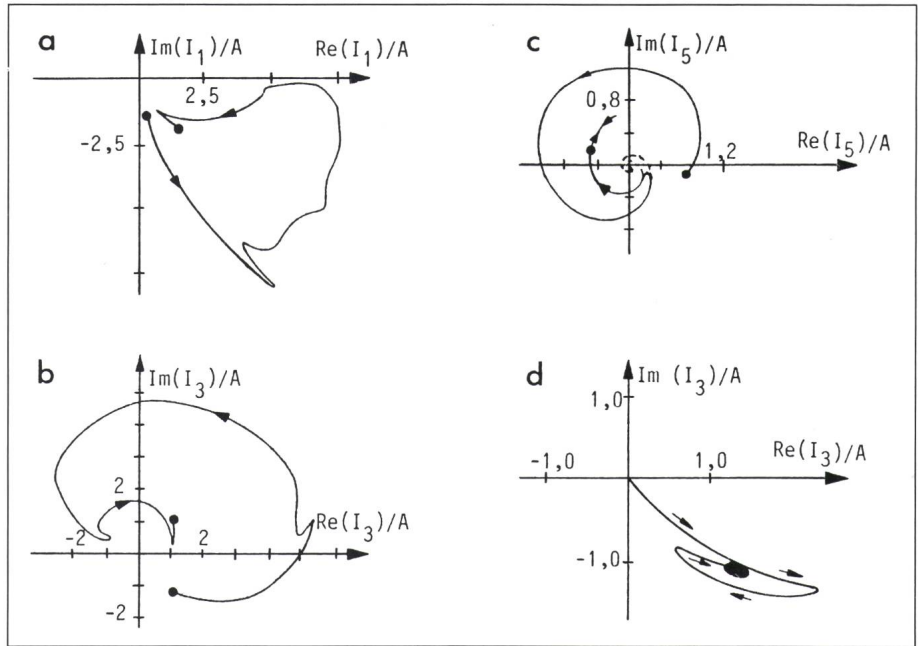 a
Im(I₁)/A
Re(I₁)/A
2,5
-2,5
c
Im(I₅)/A
0,8
Re(I₅)/A
1,2
b
Im(I₃)/A
2
Re(I₃)/A
-2
2
-2
d
Im (I₃)/A
1,0
Re(I₃)/A
-1,0
1,0
-1,0